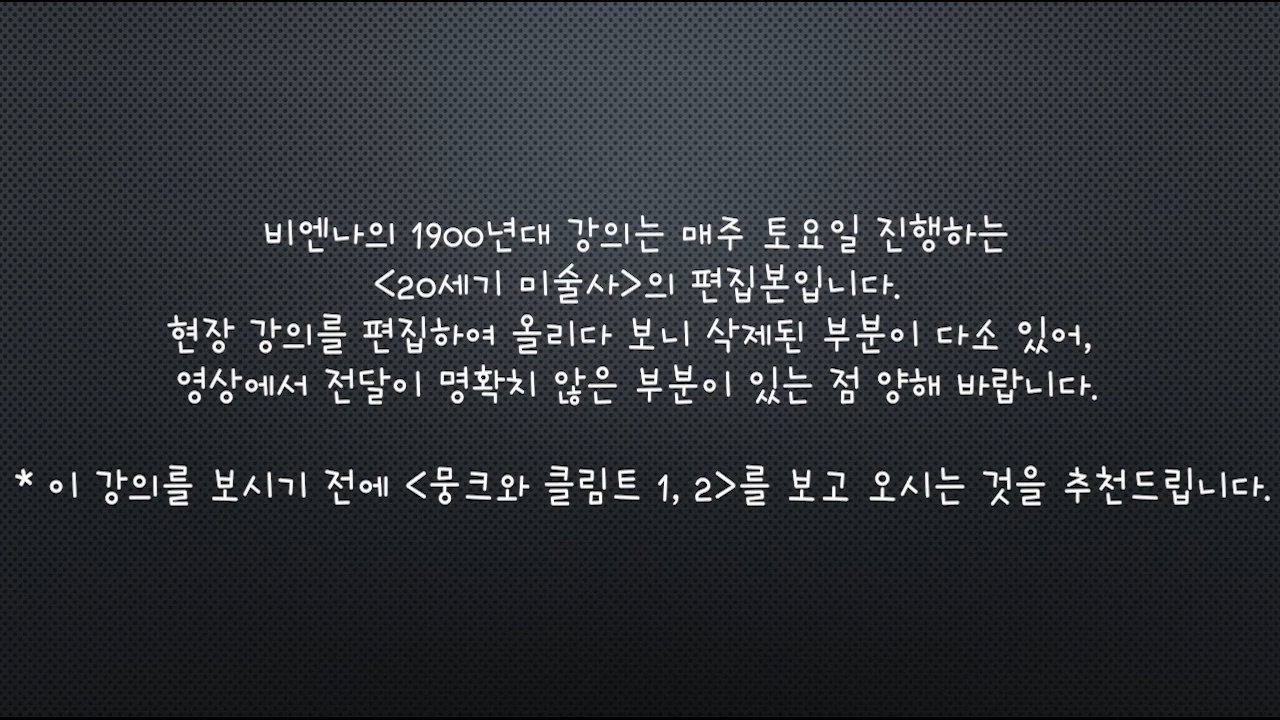 비엔나의 1900년대 강의는 매주 토요일 진행하는
<20세기 미술사>의 편집본입니다.
현장 강의를 편집하여 올리다 보니 삭제된 부분이 다소 있어,
영상에서 전달이 명확치 않은 부분이 있는 점 양해 바랍니다.
* 이 강의를 보시기 전에 <뭉크와 클림트 1, 2>를 보고 오시는 것을 추천드립니다.